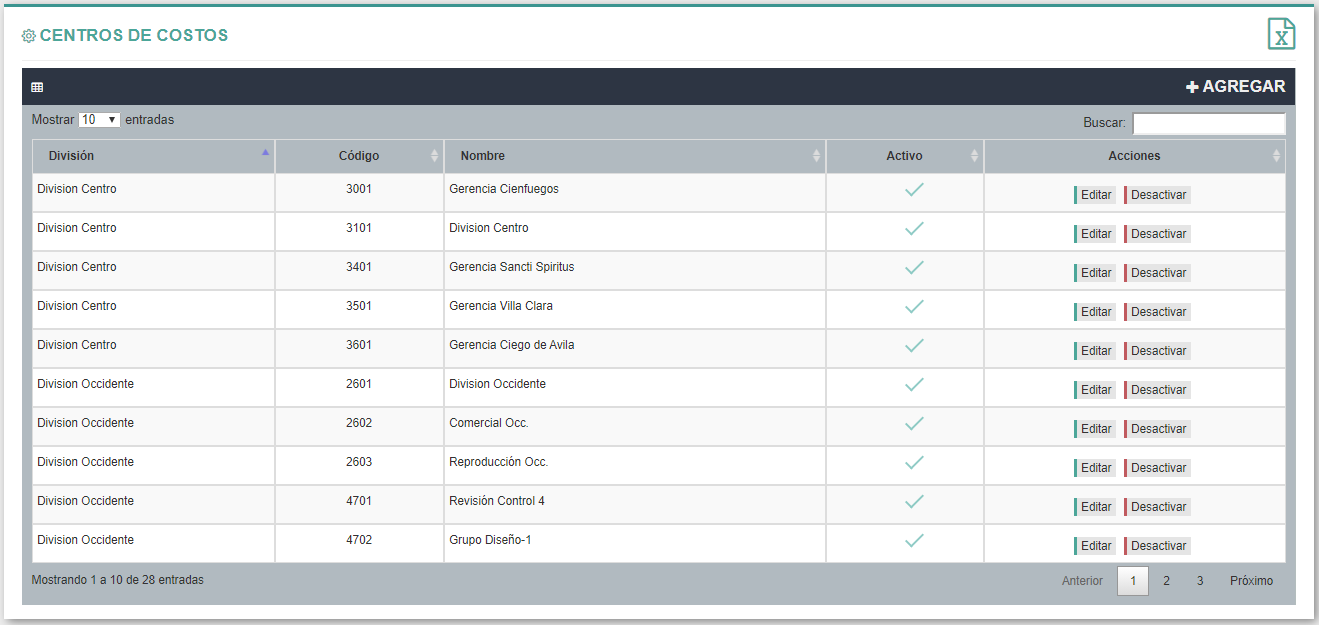 CENTROS DE COSTOS
AGREGAR
Mostrar 10 entradas Buscar:
División Código Nombre Activo Acciones
Division Centro 3001 Gerencia Cienfuegos Editar Desactivar
Division Centro 3101 Division Centro Editar Desactivar
Division Centro 3401 Gerencia Sancti Spiritus Editar Desactivar
Division Centro 3501 Gerencia Villa Clara Editar Desactivar
Division Centro 3601 Gerencia Ciego de Avila Editar Desactivar
Division Occidente 2601 Division Occidente Editar Desactivar
Division Occidente 2602 Comercial Occ. Editar Desactivar
Division Occidente 2603 Reproducción Occ. Editar Desactivar
Division Occidente 4701 Revisión Control 4 Editar Desactivar
Division Occidente 4702 Grupo Diseño-1 Editar Desactivar
Mostrando 1 a 10 de 28 entradas Anterior 1 2 3 Próximo